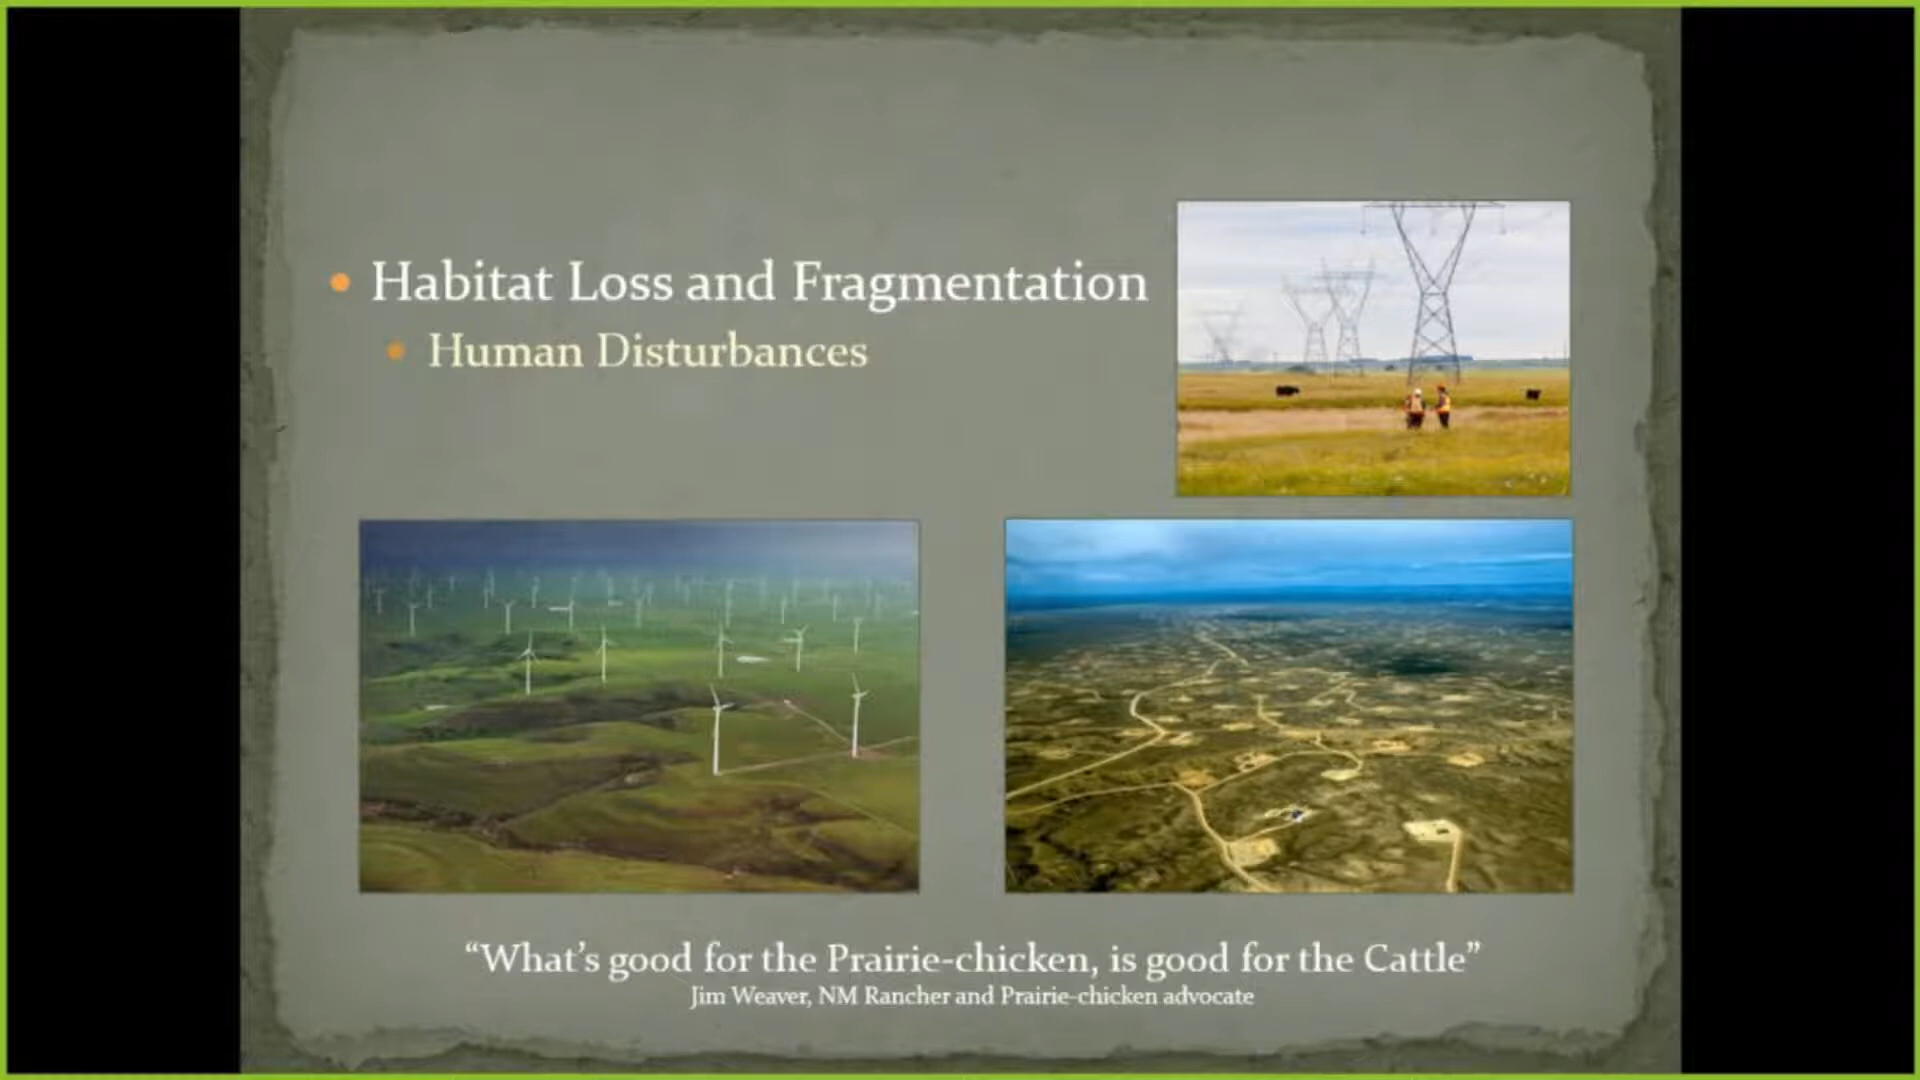 Habitat Loss and Fragmentation
Human Disturbances
“What’s good for the Prairie-chicken, is good for the Cattle”
Jim Weaver, NM Rancher and Prairie-chicken advocate